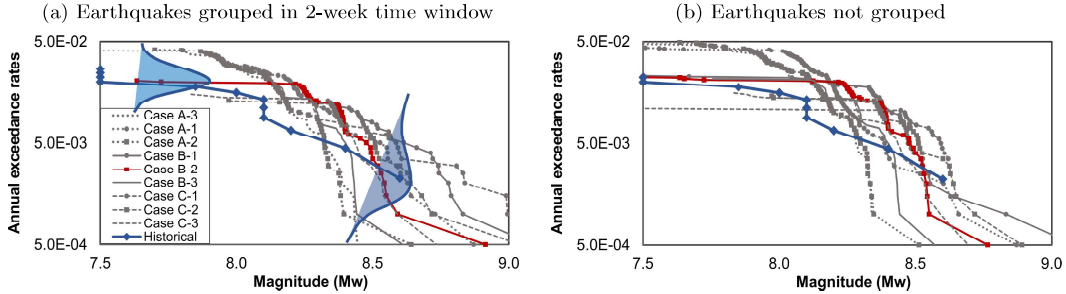 (a) Earthquakes grouped in 2-week time window
(b) Earthquakes not grouped
Annual exceedance rates
5.0E-02
5.0E-03
5.0E-04
7.5
8.0
8.5
9.0
Magnitude (Mw)
Case A-3
Case A-1
Case A-2
Case B-1
Case B-2
Case B-3
Case C-1
Case C-2
Case C-3
Historical
Annual exceedance rates
5.0E-02
5.0E-03
5.0E-04
7.5
8.0
8.5
9.0
Magnitude (Mw)